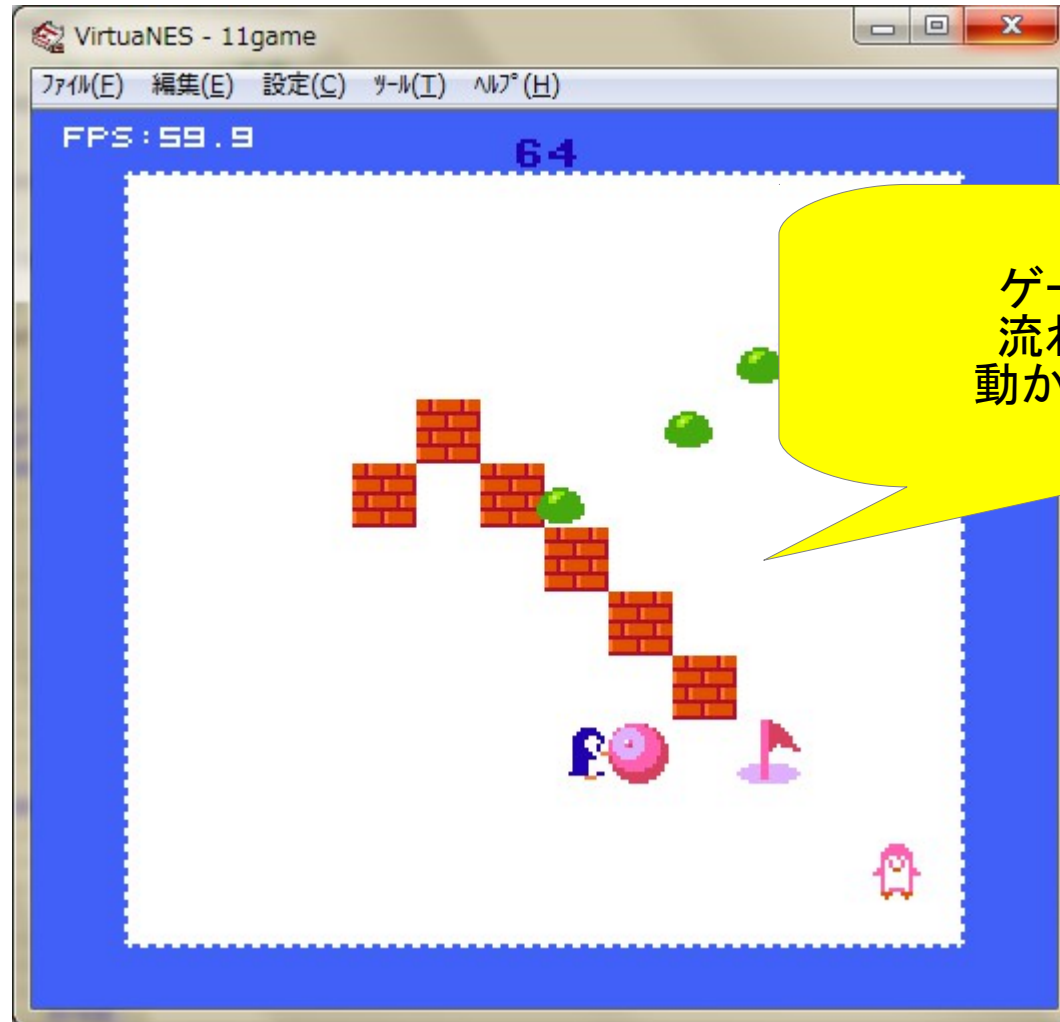 VirtuaNES - 11game
ファイル(F) 編集(E) 設定(C) ツール(T) ヘルプ(H)
FPS:59.9
64
ゲー
流れ
動か